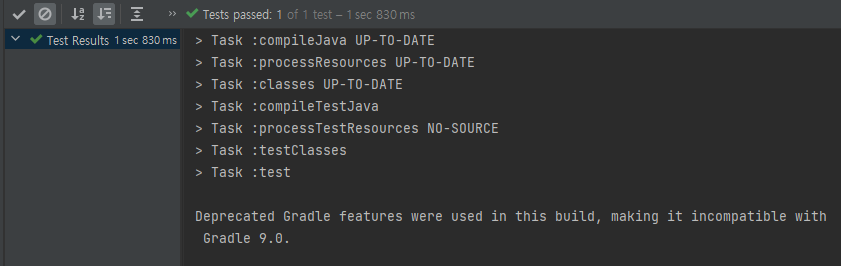 Tests passed: 1 of 1 test – 1 sec 830 ms
Test Results 1 sec 830 ms
> Task :compileJava UP-TO-DATE
> Task :processResources UP-TO-DATE
> Task :classes UP-TO-DATE
> Task :compileTestJava
> Task :processTestResources NO-SOURCE
> Task :testClasses
> Task :test
Deprecated Gradle features were used in this build, making it incompatible with
Gradle 9.0.